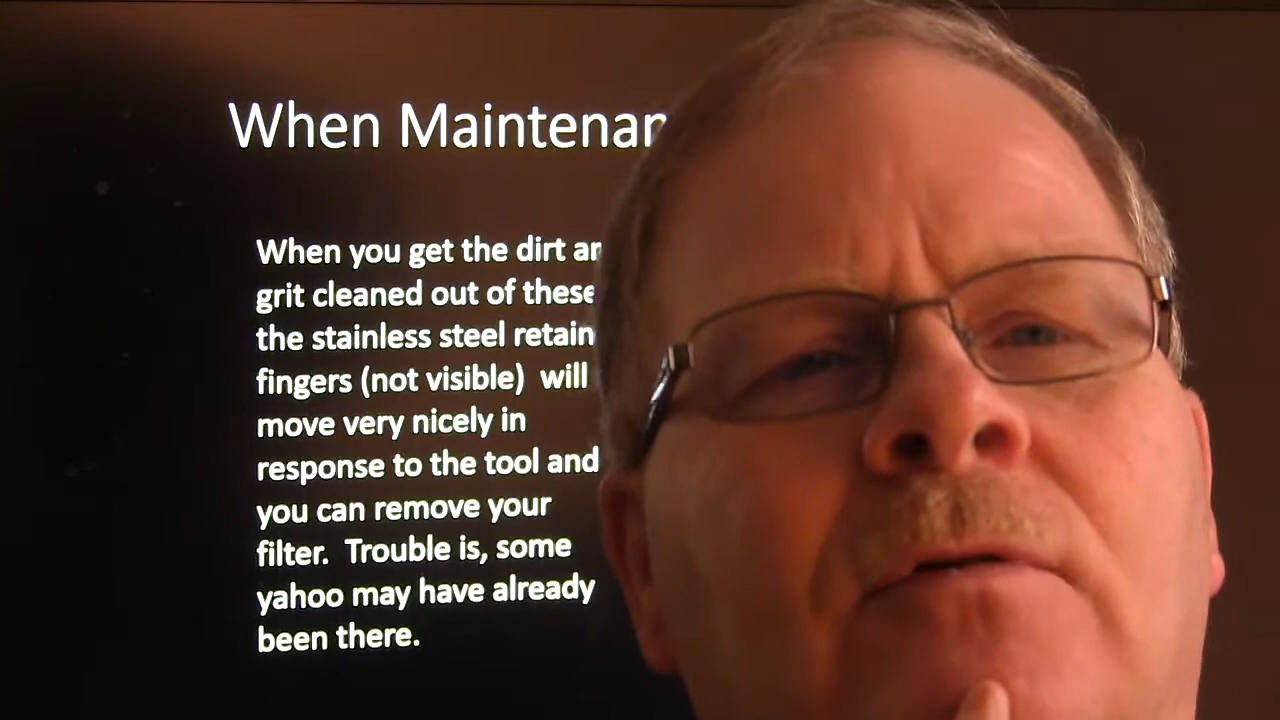 When Maintenan
When you get the dirt an
grit cleaned out of these
the stainless steel retain
fingers (not visible)  will
move very nicely in
response to the tool and
you can remove your
filter.  Trouble is, some
yahoo may have already
been there.